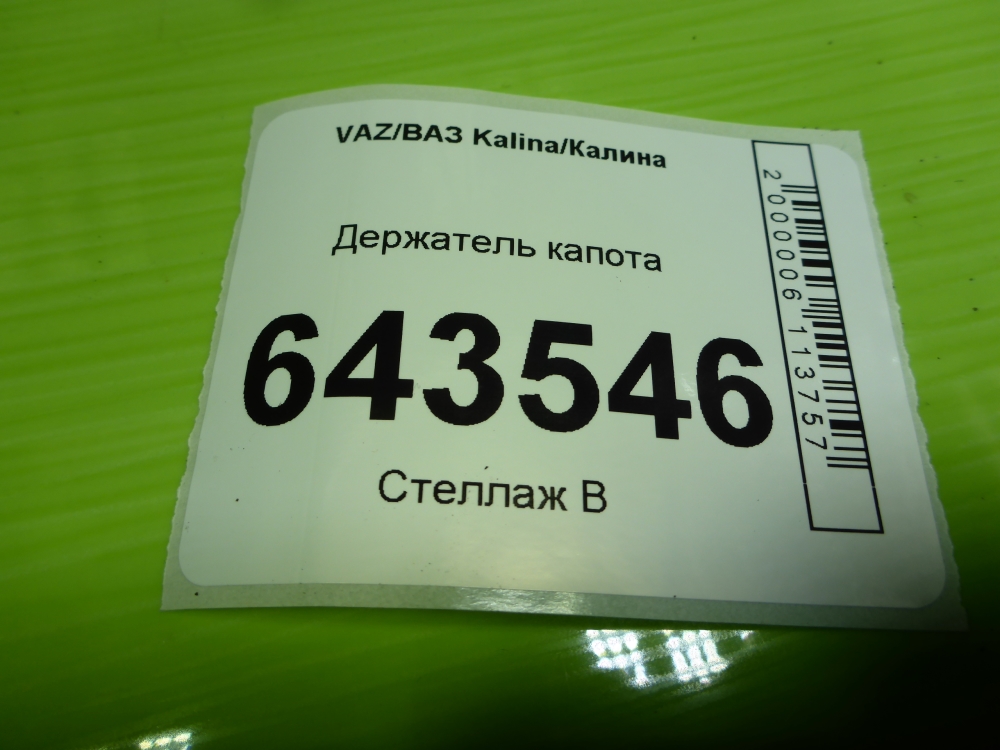 VAZ/ВАЗ Kalina/Калина
Держатель капота
643546
Стеллаж В
2000006113757